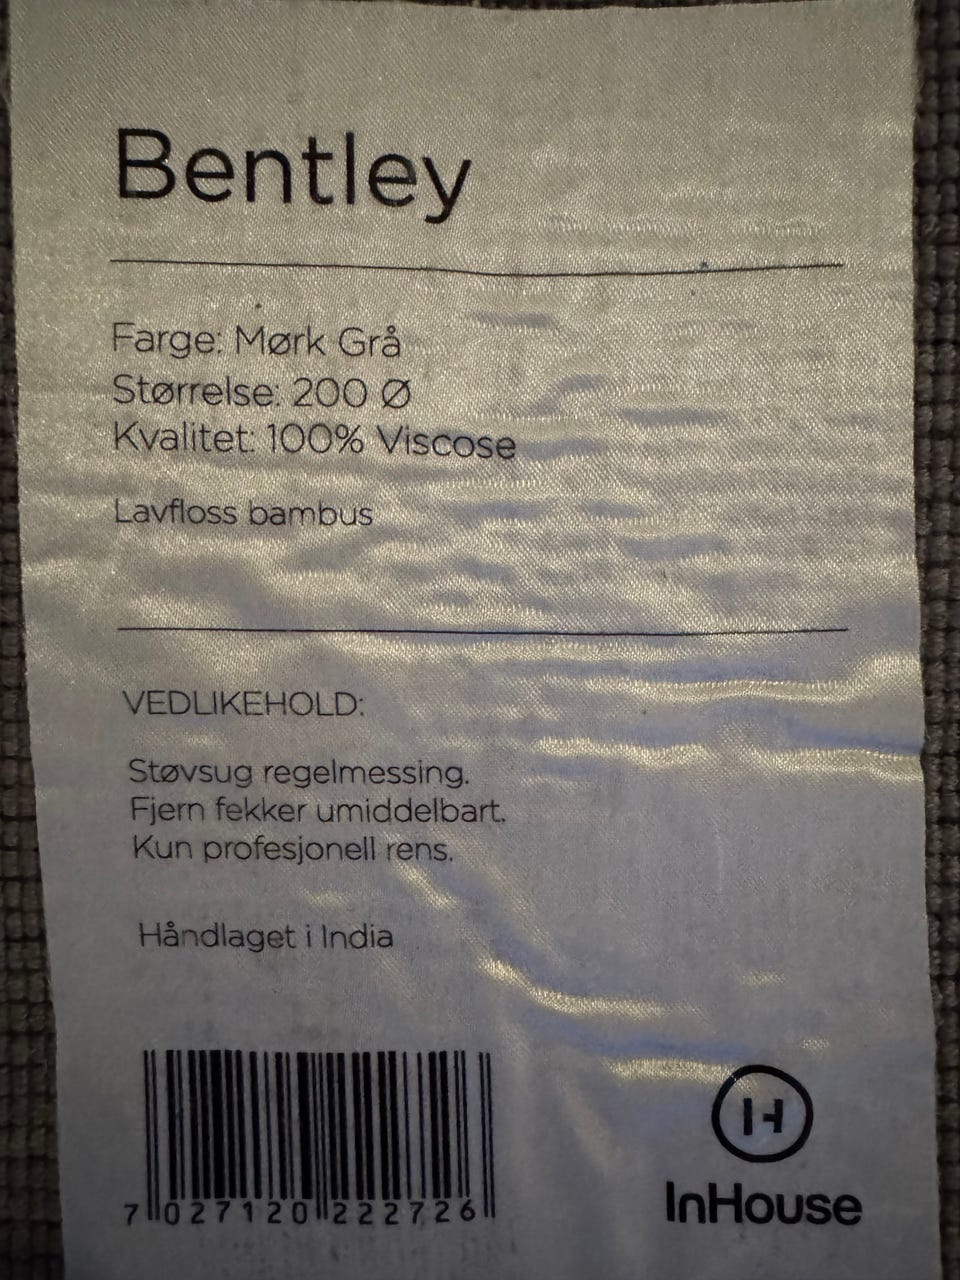 Bentley
Farge: Mørk Grå
Størrelse: 200 Ø
Kvalitet: 100% Viscose
Lavfloss bambus
VEDLIKEHOLD:
Støvsug regelmessing.
Fjern fekker umiddelbart.
Kun profesjonell rens.
Håndlaget i India
7 027120 222726
H
InHouse